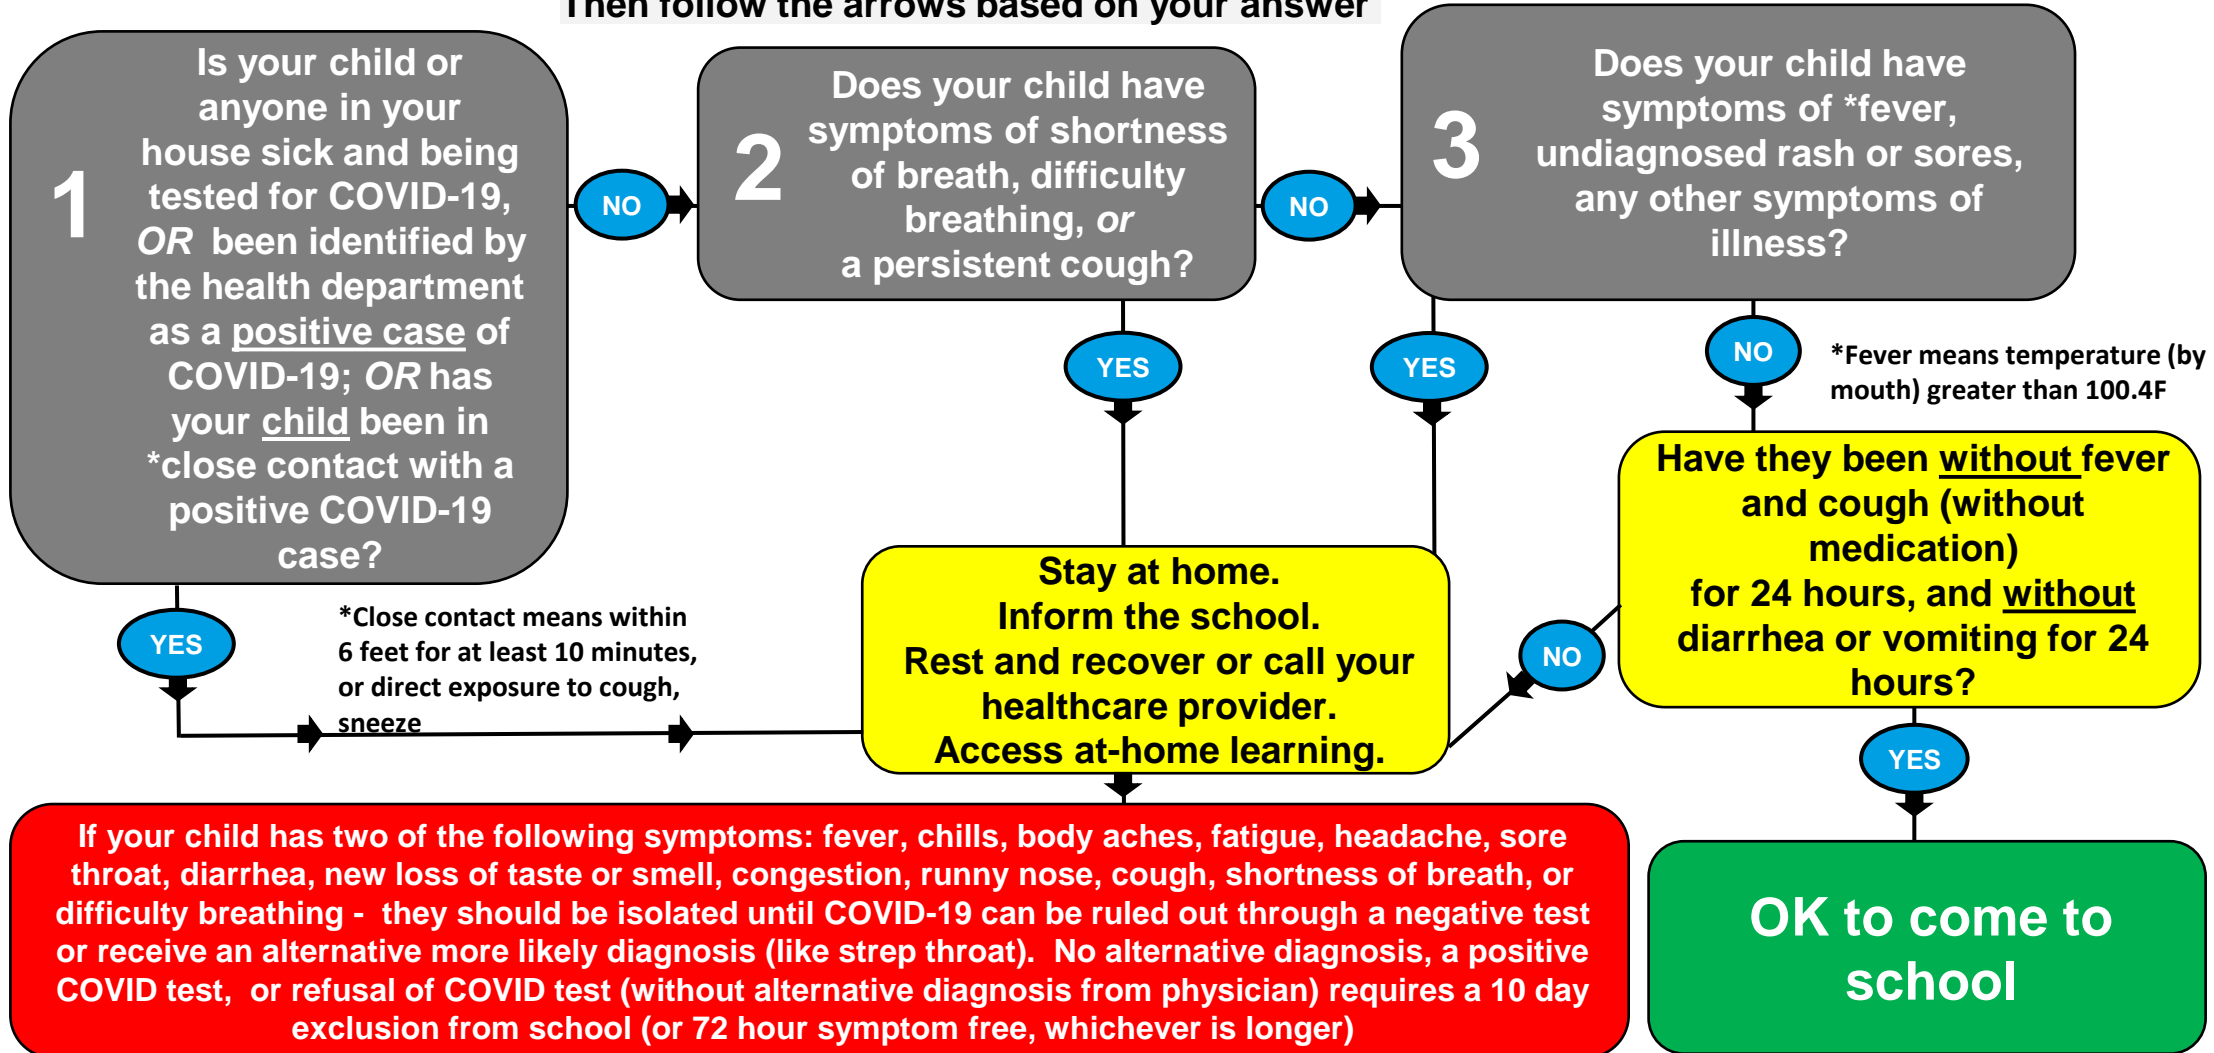 Then follow the arrows based on your answer
1
Is your child or
anyone in your
house sick and being
tested for COVID-19,
OR been identified by
the health department
as a positive case of
COVID-19; OR has
your child been in
*close contact with a
positive COVID-19
case?
NO
2
Does your child have
symptoms of shortness
of breath, difficulty
breathing, or
a persistent cough?
NO
3
Does your child have
symptoms of *fever,
undiagnosed rash or sores,
any other symptoms of
illness?
YES
YES
NO
*Fever means temperature (by
mouth) greater than 100.4F
Have they been without fever
and cough (without
medication)
for 24 hours, and without
diarrhea or vomiting for 24
hours?
YES
*Close contact means within
6 feet for at least 10 minutes,
or direct exposure to cough,
sneeze
Stay at home.
Inform the school.
Rest and recover or call your
healthcare provider.
Access at-home learning.
NO
YES
If your child has two of the following symptoms: fever, chills, body aches, fatigue, headache, sore
throat, diarrhea, new loss of taste or smell, congestion, runny nose, cough, shortness of breath, or
difficulty breathing - they should be isolated until COVID-19 can be ruled out through a negative test
or receive an alternative more likely diagnosis (like strep throat). No alternative diagnosis, a positive
COVID test, or refusal of COVID test (without alternative diagnosis from physician) requires a 10 day
exclusion from school (or 72 hour symptom free, whichever is longer)
OK to come to
school